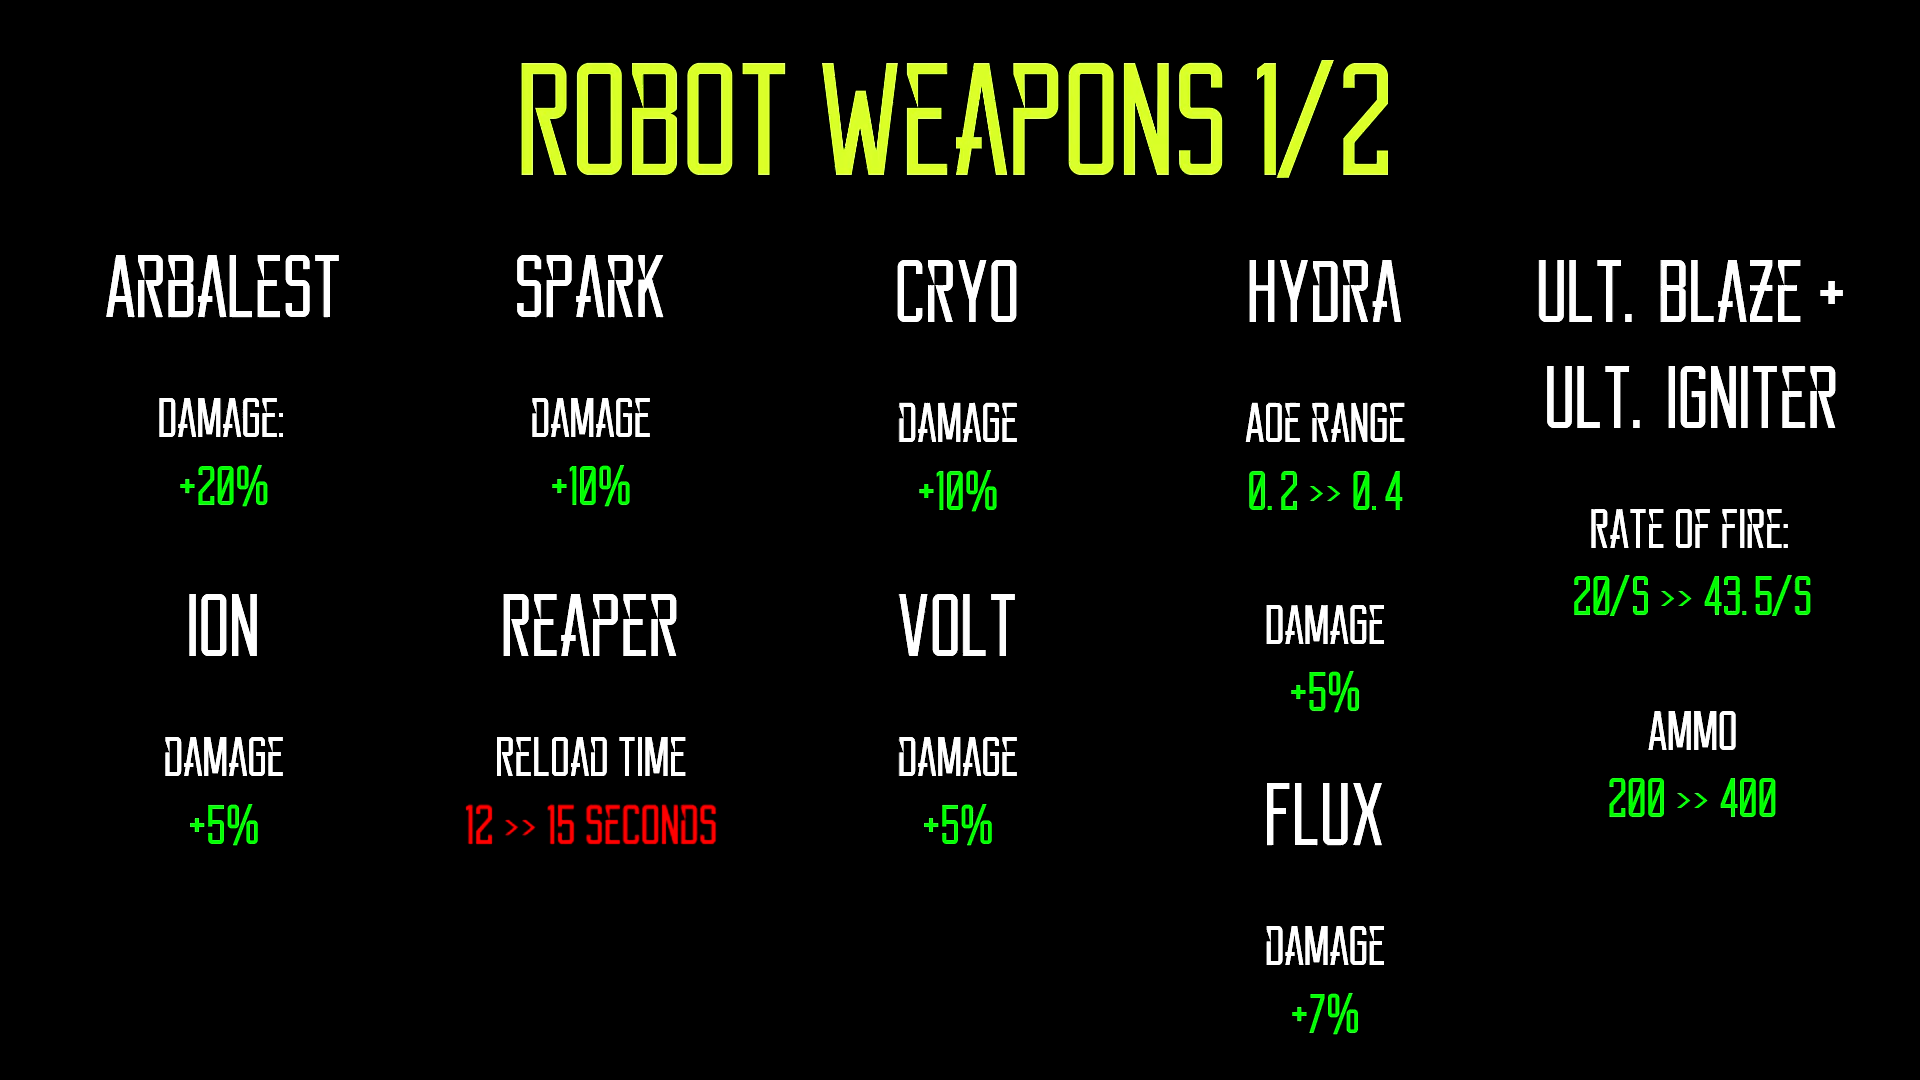 ROBOT WEAPONS 1/2
ARBALEST
DAMAGE:
+20%
ION
DAMAGE
+5%
SPARK
DAMAGE
+10%
REAPER
RELOAD TIME
12 >> 15 SECONDS
CRYO
DAMAGE
+10%
VOLT
DAMAGE
+5%
HYDRA
AOE RANGE
0.2 >> 0.4
DAMAGE
+5%
FLUX
DAMAGE
+7%
ULT. BLAZE +
ULT. IGNITER
RATE OF FIRE:
20/S >> 43.5/S
AMMO
200 >> 400